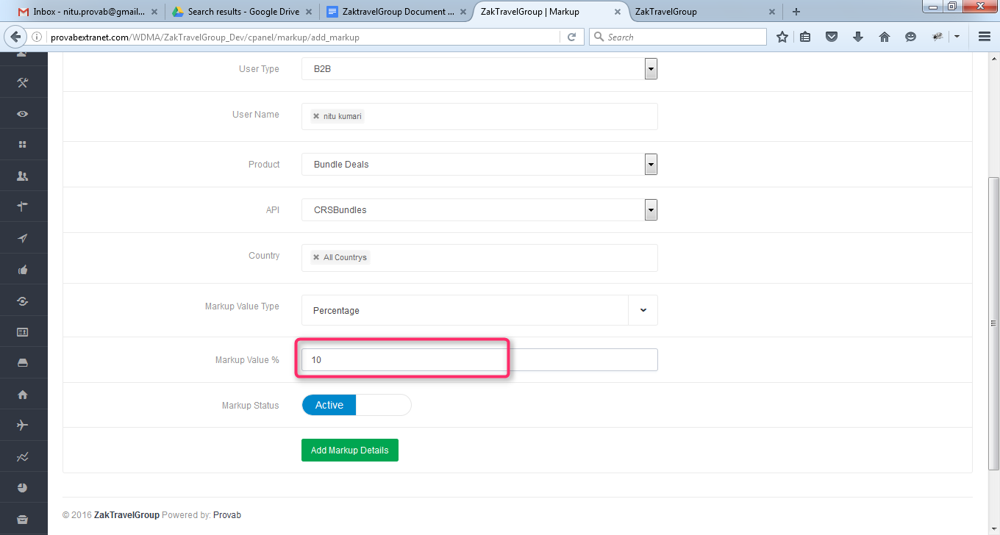 Inbox - nitu.provab@gmail...
Search results - Google Drive
ZaktravelGroup Document ...
ZakTravelGroup | Markup
ZakTravelGroup
provabextranet.com/WDMA/ZakTravelGroup_Dev/cpanel/markup/add_markup
Search
User Type
B2B
User Name
nitu kumari
Product
Bundle Deals
API
CRSBundles
Country
All Countrys
Markup Value Type
Percentage
Markup Value %
10
Markup Status
Active
Add Markup Details
© 2016 ZakTravelGroup Powered by: Provab